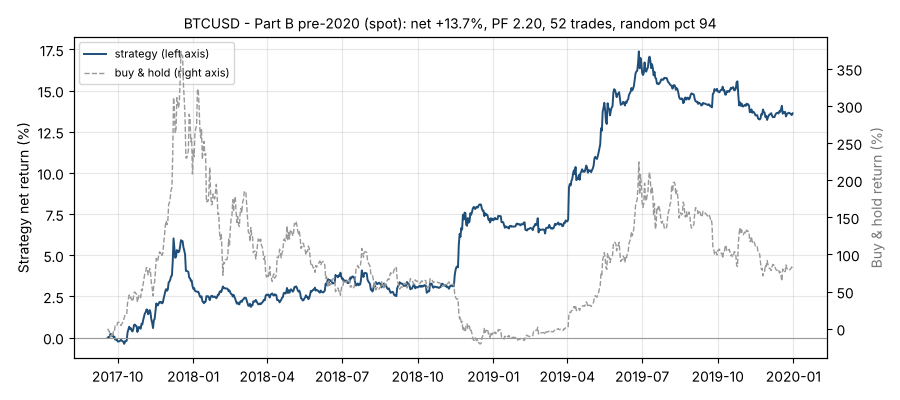 BTCUSD - Part B pre-2020 (spot): net +13.7%, PF 2.20, 52 trades, random pct 94
strategy (left axis)
buy & hold (right axis)
Strategy net return (%)
17.5
15.0
12.5
10.0
7.5
5.0
2.5
0.0
350
300
250
200
150
100
50
0
Buy & hold return (%)
2017-10 2018-01 2018-04 2018-07 2018-10 2019-01 2019-04 2019-07 2019-10 2020-01